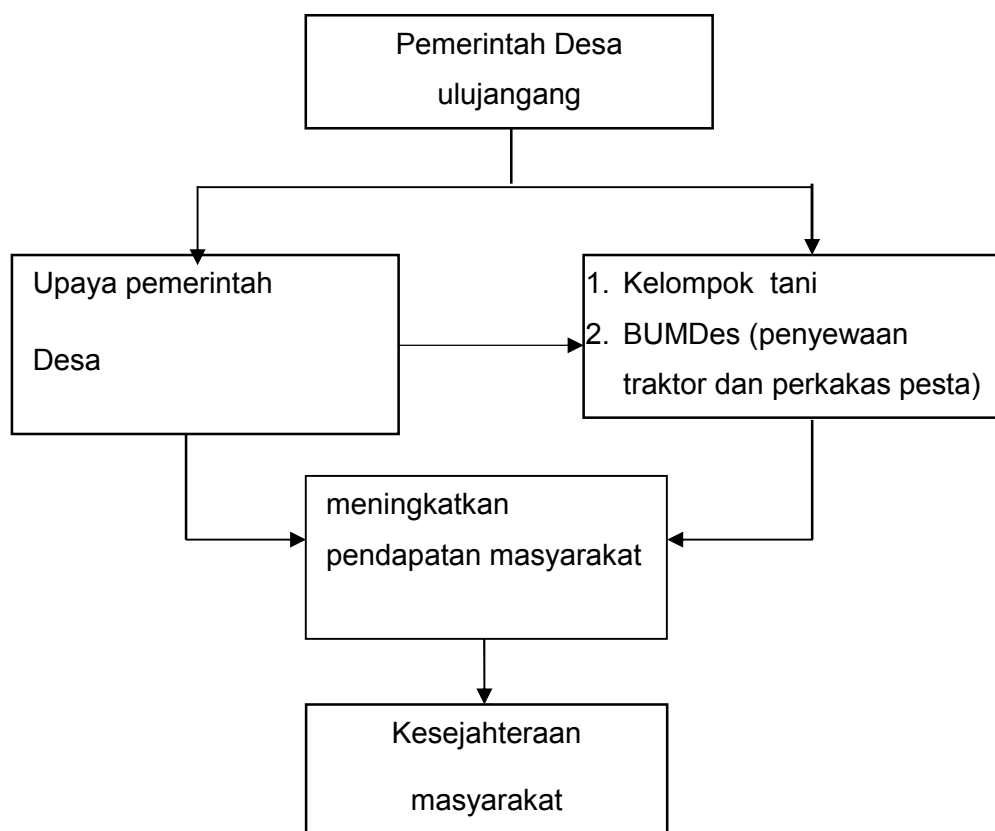 Pemerintah Desa
ulujangang
Upaya pemerintah
Desa
1. Kelompok tani
2. BUMDes (penyewaan
traktor dan perkakas pesta)
meningkatkan
pendapatan masyarakat
Kesejahteraan
masyarakat